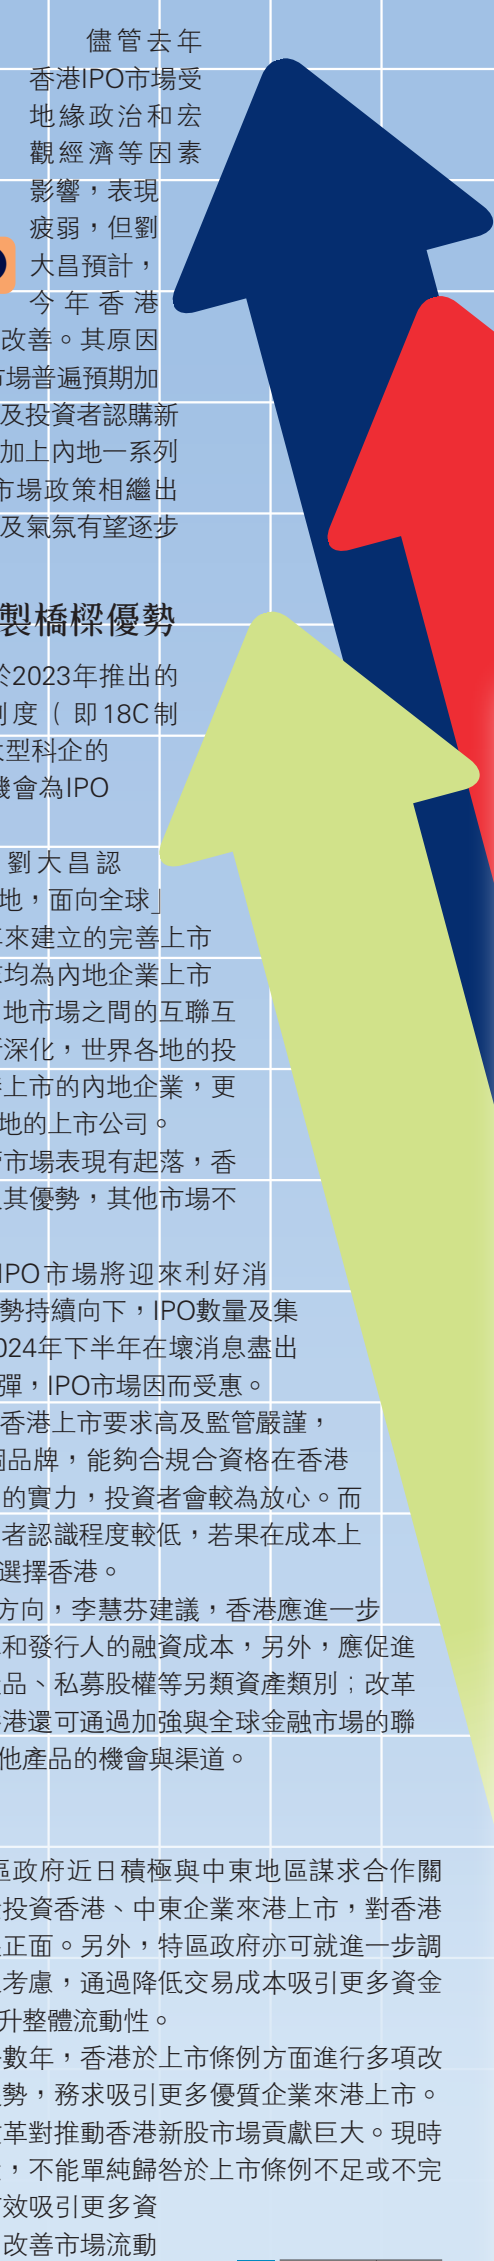 儘管去年
香港IPO市場受
地緣政治和宏
觀經濟等因素
影響，表現
疲弱，但劉
大昌預計，
今年香港
改善。其原因
市場普遍預期加
及投資者認購新
加上內地一系列
市場政策相繼出
及氣氛有望逐步
製橋樑優勢
於2023年推出的
制度（即18C制
大型科企的
機會為IPO
劉大昌認
地，面向全球」
年來建立的完善上市
均為內地企業上市
地市場之間的互聯互
深化，世界各地的投
上市的內地企業，更
地的上市公司。
市場表現有起落，香
其優勢，其他市場不
IPO市場將迎來利好消
勢持續向下，IPO數量及集
2024年下半年在壞消息盡出
彈，IPO市場因而受惠。
香港上市要求高及監管嚴謹，
個品牌，能夠合規合資格在香港
的實力，投資者會較為放心。而
者認識程度較低，若果在成本上
選擇香港。
方向，李慧芬建議，香港應進一步
和發行人的融資成本，另外，應促進
產品、私募股權等另類資產類別；改革
香港還可通過加強與全球金融市場的聯
他產品的機會與渠道。
區政府近日積極與中東地區謀求合作關
投資香港、中東企業來港上市，對香港
正面。另外，特區政府亦可就進一步調
考慮，通過降低交易成本吸引更多資金
升整體流動性。
數年，香港於上市條例方面進行多項改
優勢，務求吸引更多優質企業來港上市。
改革對推動香港新股市場貢獻巨大。現時
，不能單純歸咎於上市條例不足或不完
有效吸引更多資
改善市場流動